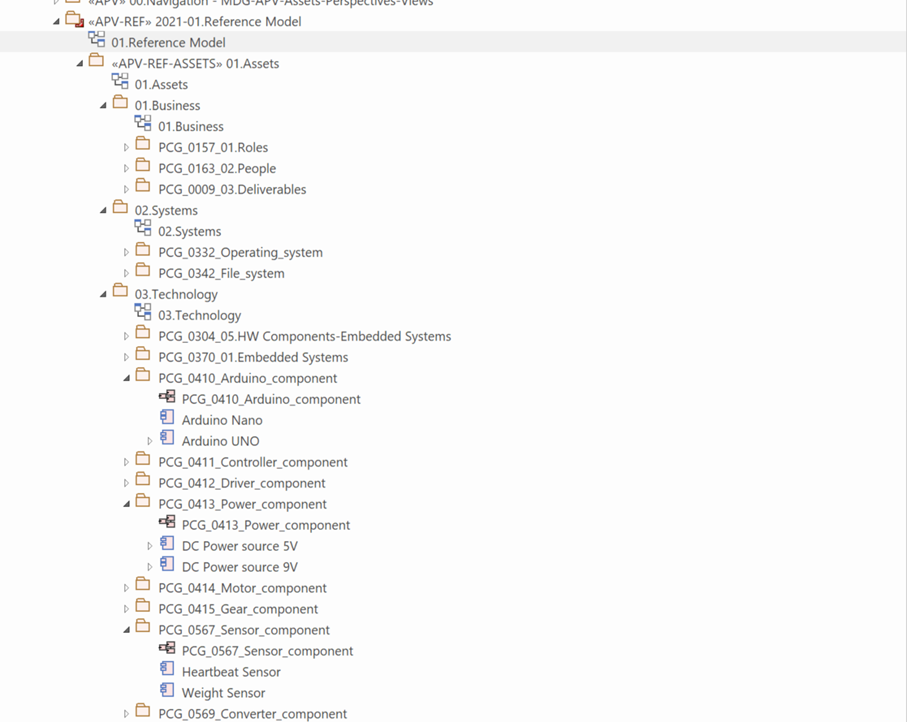 «APV» 00.Navigation - MDG-APV-Assets-Perspectives-Views
«APV-REF» 2021-01.Reference Model
01.Reference Model
«APV-REF-ASSETS» 01.Assets
01.Assets
01.Business
01.Business
PCG_0157_01.Roles
PCG_0163_02.People
PCG_0009_03.Deliverables
02.Systems
02.Systems
PCG_0332_Operating_system
PCG_0342_File_system
03.Technology
03.Technology
PCG_0304_05.HW Components-Embedded Systems
PCG_0370_01.Embedded Systems
PCG_0410_Arduino_component
PCG_0410_Arduino_component
Arduino Nano
Arduino UNO
PCG_0411_Controller_component
PCG_0412_Driver_component
PCG_0413_Power_component
PCG_0413_Power_component
DC Power source 5V
DC Power source 9V
PCG_0414_Motor_component
PCG_0415_Gear_component
PCG_0567_Sensor_component
PCG_0567_Sensor_component
Heartbeat Sensor
Weight Sensor
PCG_0569_Converter_component